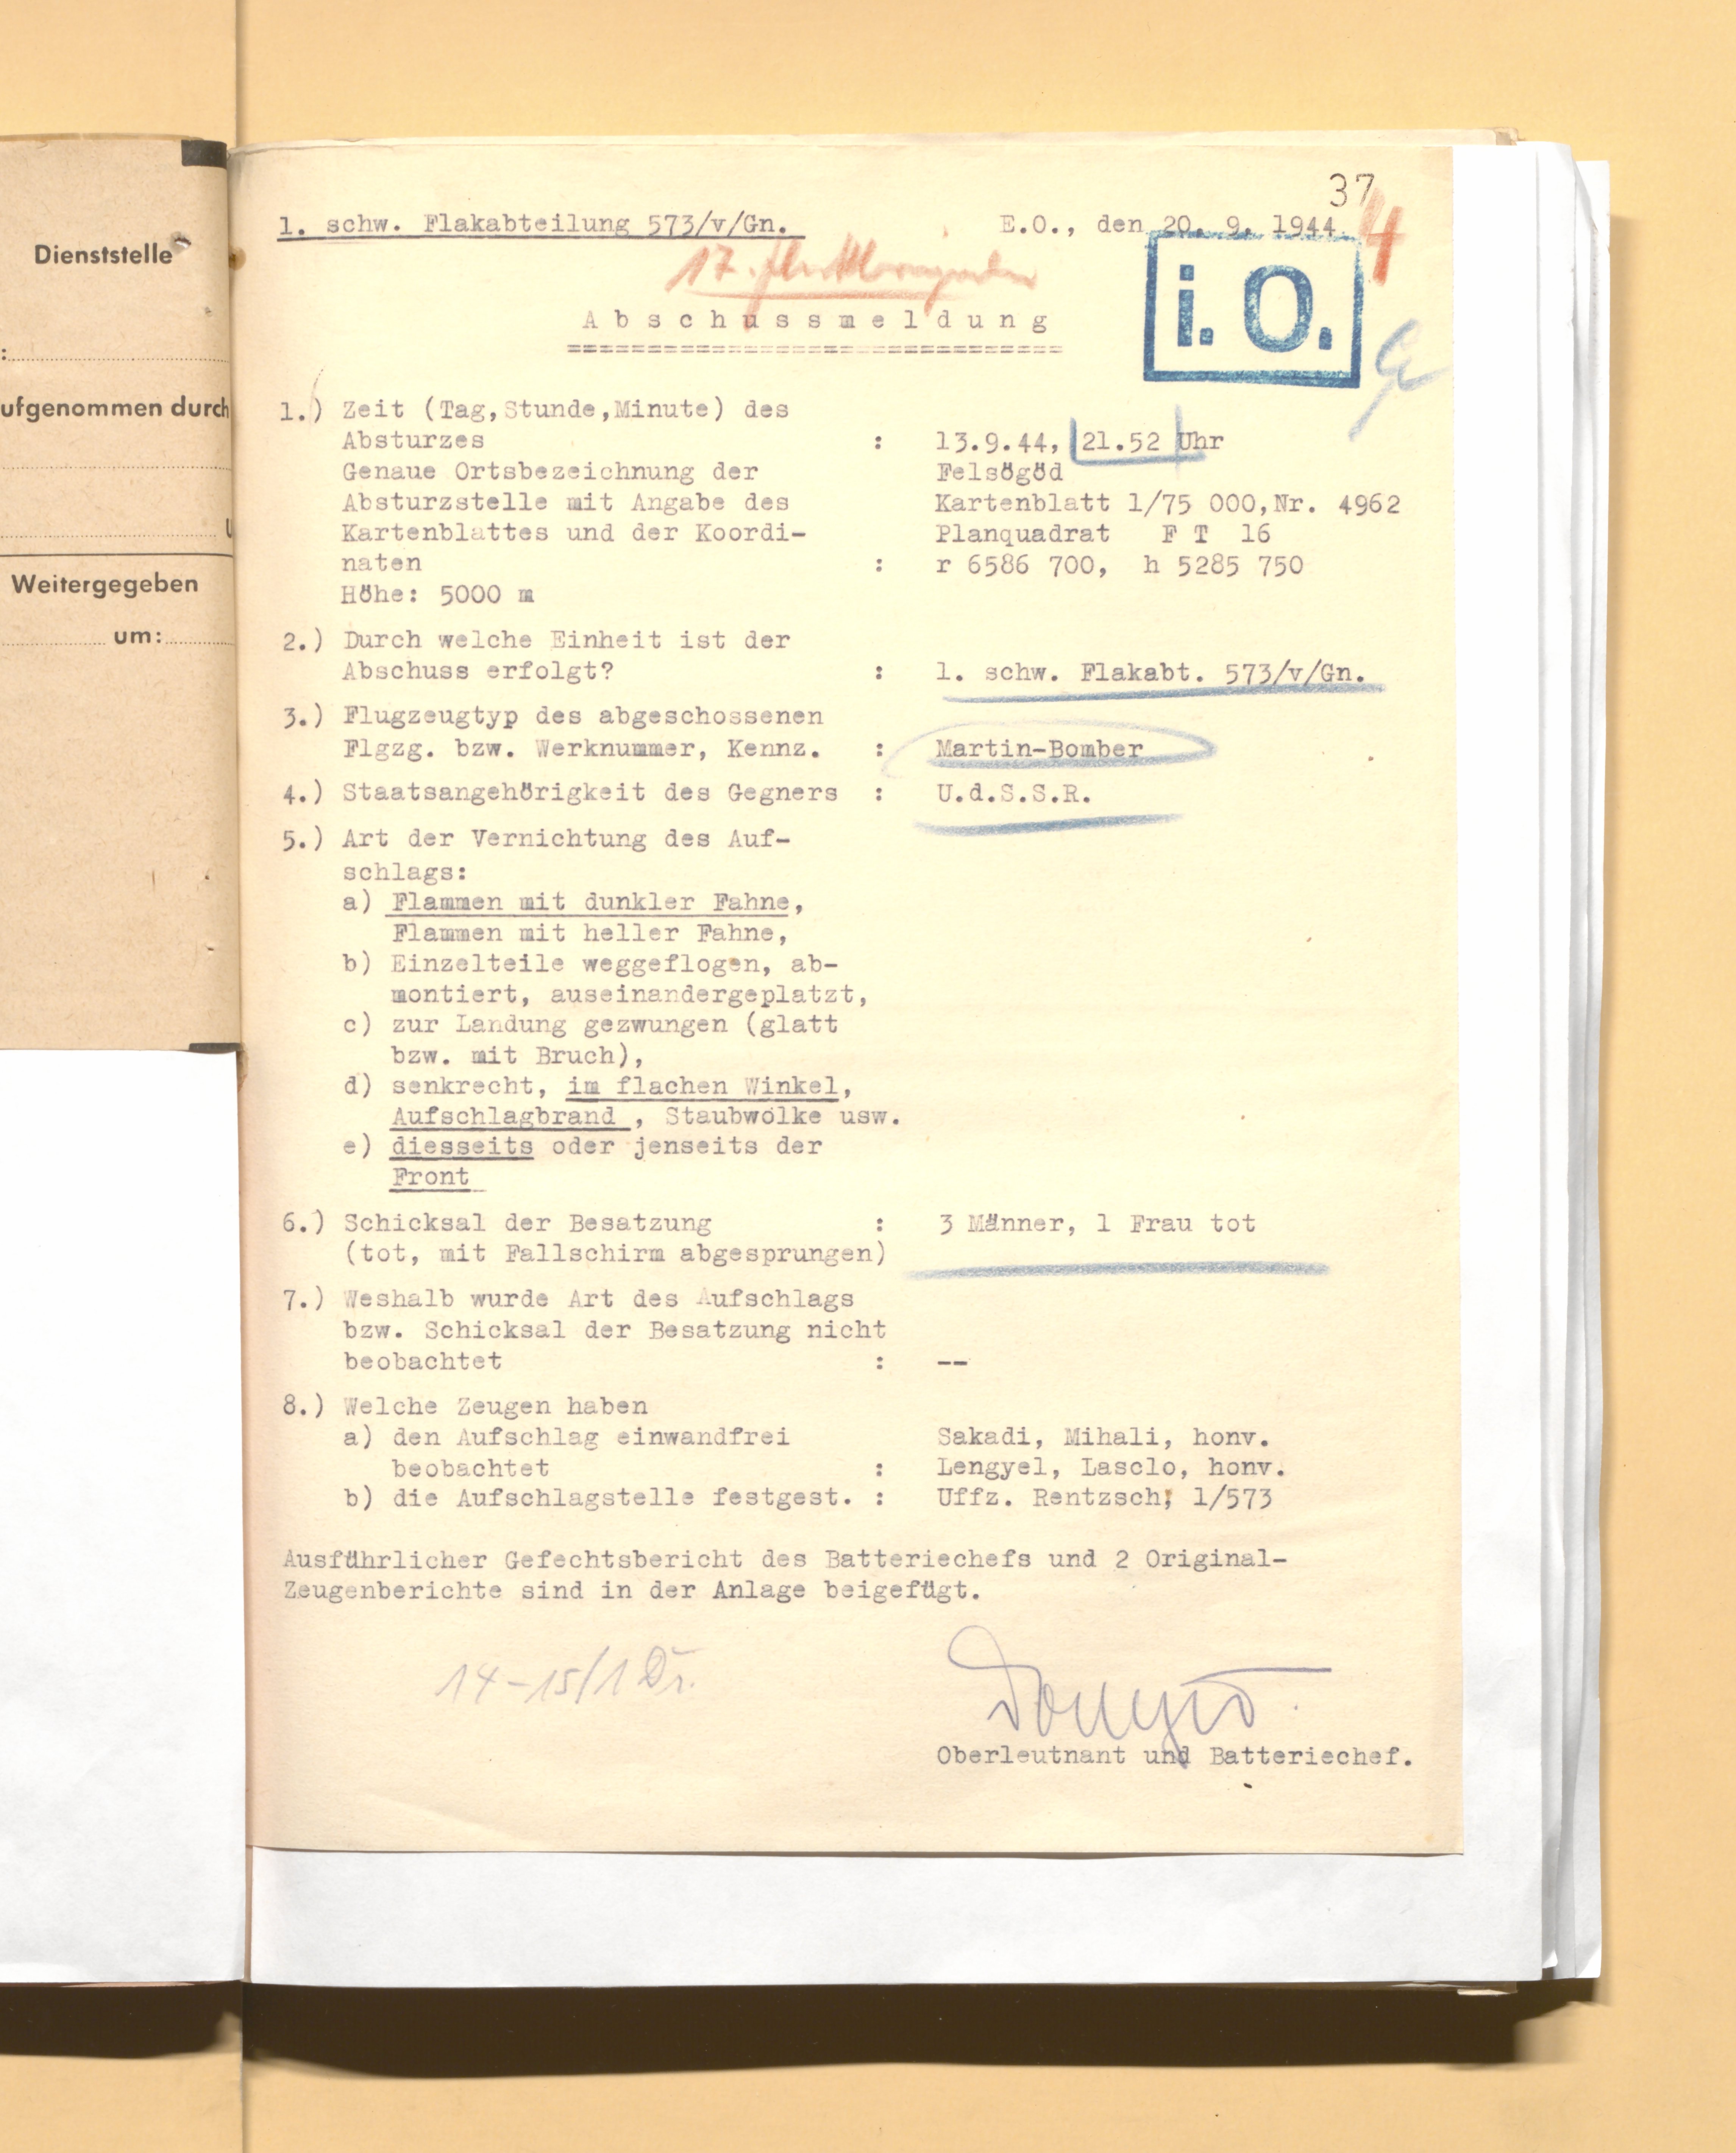 Dienststelle
:
ufgenommen durch
U
Weitergegeben
um:
37
4
1. schw. Flakabteilung 573/v/Gn. E.O., den 20. 9. 1944.
17.
i. O.
Abschussmeldung
1.) Zeit (Tag,Stunde,Minute) des
Absturzes : 13.9.44, 21.52 Uhr
Genaue Ortsbezeichnung der Felsögöd
Absturzstelle mit Angabe des Kartenblatt 1/75 000,Nr. 4962
Kartenblattes und der Koordi- Planquadrat F T 16
naten : r 6586 700, h 5285 750
Höhe: 5000 m
2.) Durch welche Einheit ist der
Abschuss erfolgt? : 1. schw. Flakabt. 573/v/Gn.
3.) Flugzeugtyp des abgeschossenen
Flgzg. bzw. Werknummer, Kennz. : Martin-Bomber
4.) Staatsangehörigkeit des Gegners : U.d.S.S.R.
5.) Art der Vernichtung des Auf-
schlags:
a) Flammen mit dunkler Fahne,
Flammen mit heller Fahne,
b) Einzelteile weggeflogen, ab-
montiert, auseinandergeplatzt,
c) zur Landung gezwungen (glatt
bzw. mit Bruch),
d) senkrecht, im flachen Winkel,
Aufschlagbrand , Staubwolke usw.
e) diesseits oder jenseits der
Front
6.) Schicksal der Besatzung : 3 Männer, 1 Frau tot
(tot, mit Fallschirm abgesprungen)
7.) Weshalb wurde Art des Aufschlags
bzw. Schicksal der Besatzung nicht
beobachtet : --
8.) Welche Zeugen haben
a) den Aufschlag einwandfrei Sakadi, Mihali, honv.
beobachtet : Lengyel, Lasclo, honv.
b) die Aufschlagstelle festgest. : Uffz. Rentzsch, 1/573
Ausführlicher Gefechtsbericht des Batteriechefs und 2 Original-
Zeugenberichte sind in der Anlage beigefügt.
14-15/1 Dr.
Oberleutnant und Batteriechef.